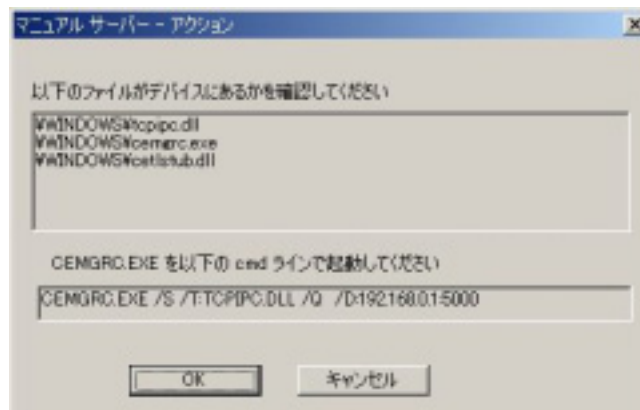 マニュアル サーバー - アクション
以下のファイルがデバイスにあるかを確認してください
¥WINDOWS¥tcpipc.dll
¥WINDOWS¥cemgrc.exe
¥WINDOWS¥cetlstub.dll
CEMGRC.EXE を以下の cmd ラインで起動してください
CEMGRC.EXE /S /T:TCPIPC.DLL /Q /D:192.168.0.1:5000
OK
キャンセル